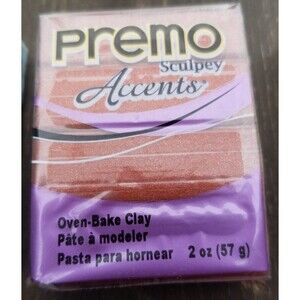 Premo
Sculpey
Accents®
Oven-Bake Clay
Pâte à modeler
Pasta para hornear 2 oz (57 g)